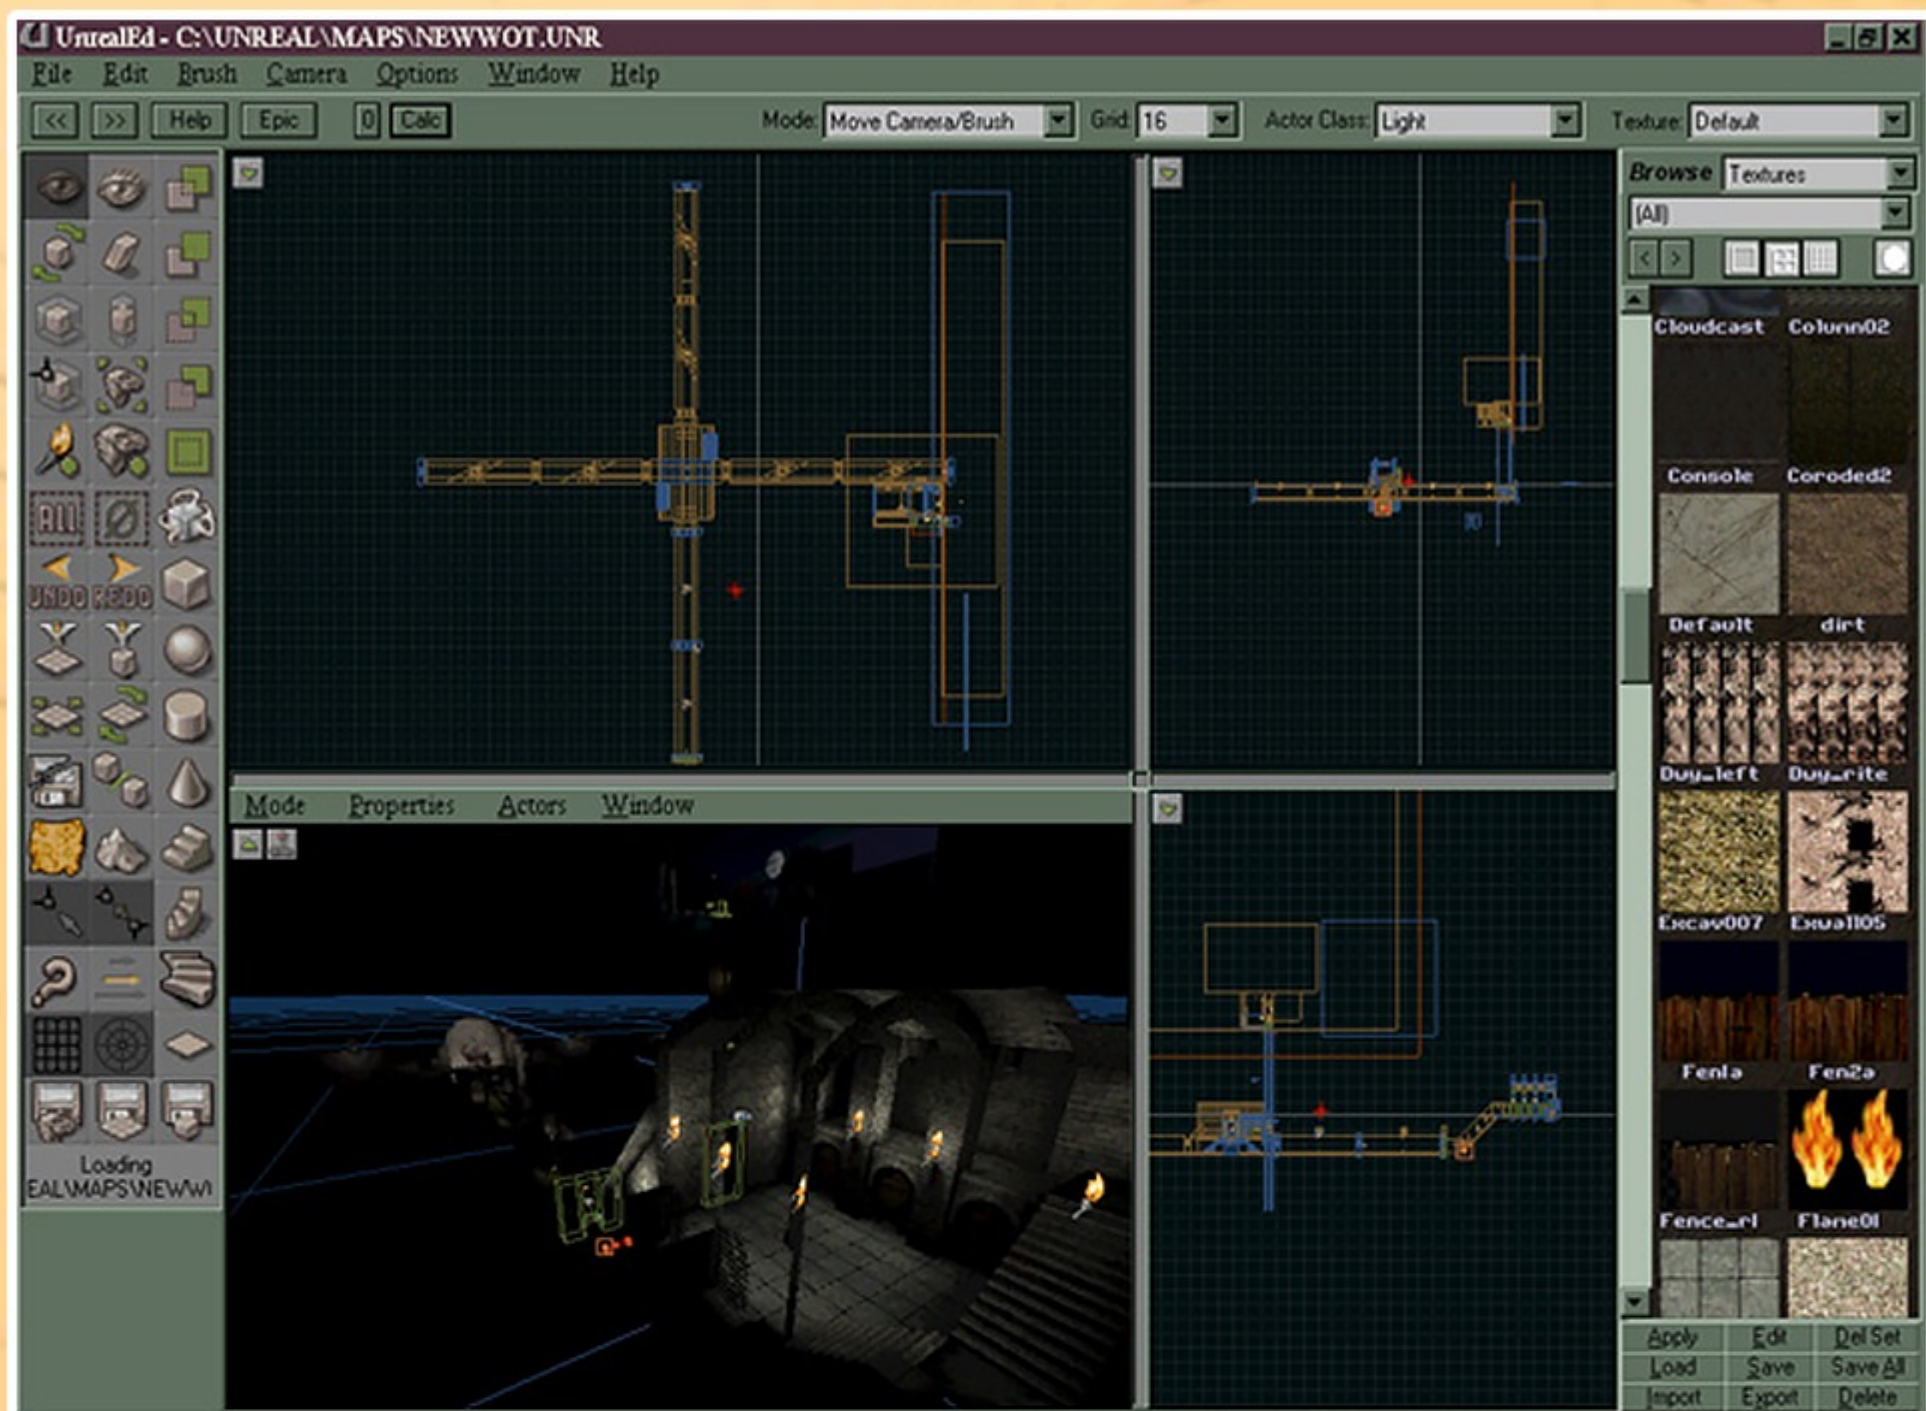 UnrealEd - C:\UNREAL\MAPS\NEWWOT.UNR
File Edit Brush Camera Options Window Help
<< >> Help Epic 0 Calc Mode: Move Camera/Brush Grid: 16 Actor Class: Light Texture: Default
Browse Textures
(All)
< >
ALL
UNDO REDO
Cloudcast Column02
Console Coroded2
Default dirt
Duy_left Duy_rite
Excav007 Exwall05
Fen1a Fen2a
Fence_rl Flame01
Mode Properties Actors Window
Loading
EAL\MAPS\NEWW
Apply Edit Del Set
Load Save Save All
Import Export Delete